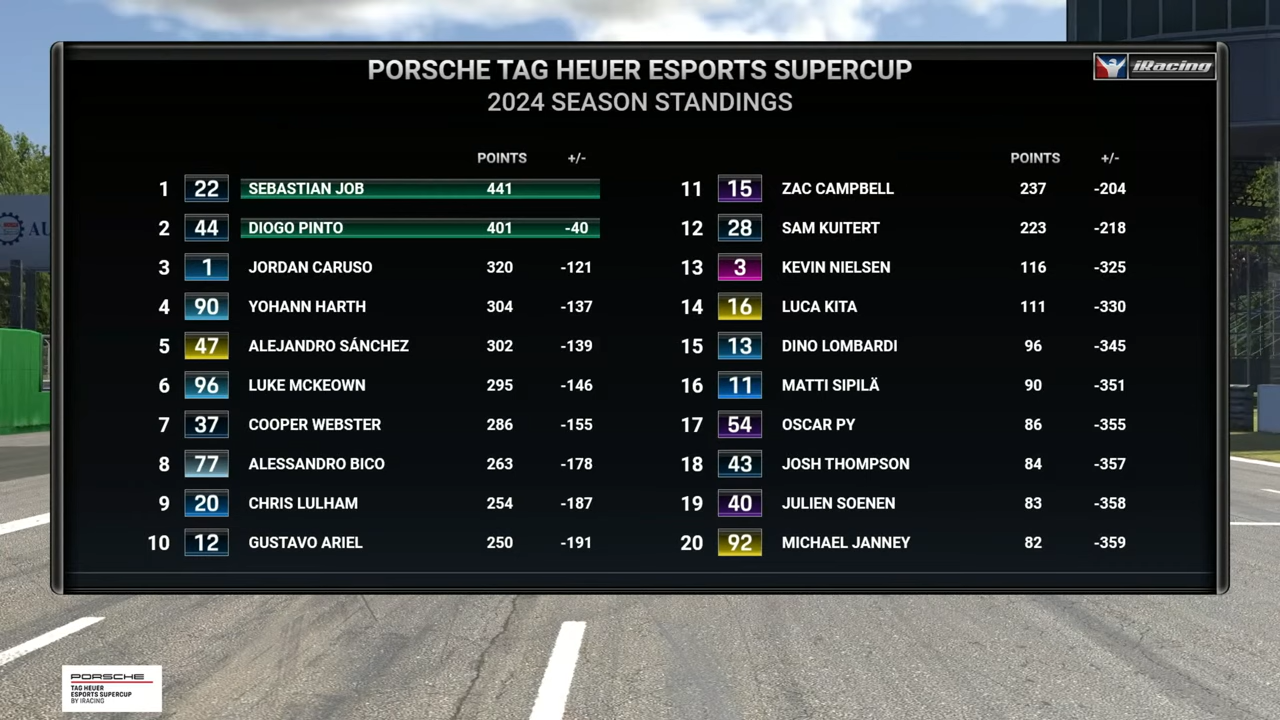 PORSCHE TAG HEUER ESPORTS SUPERCUP
iRacing
2024 SEASON STANDINGS
POINTS +/-
1 22 SEBASTIAN JOB 441
2 44 DIOGO PINTO 401 -40
3 1 JORDAN CARUSO 320 -121
4 90 YOHANN HARTH 304 -137
5 47 ALEJANDRO SÁNCHEZ 302 -139
6 96 LUKE MCKEOWN 295 -146
7 37 COOPER WEBSTER 286 -155
8 77 ALESSANDRO BICO 263 -178
9 20 CHRIS LULHAM 254 -187
10 12 GUSTAVO ARIEL 250 -191
POINTS +/-
11 15 ZAC CAMPBELL 237 -204
12 28 SAM KUITERT 223 -218
13 3 KEVIN NIELSEN 116 -325
14 16 LUCA KITA 111 -330
15 13 DINO LOMBARDI 96 -345
16 11 MATTI SIPILÄ 90 -351
17 54 OSCAR PY 86 -355
18 43 JOSH THOMPSON 84 -357
19 40 JULIEN SOENEN 83 -358
20 92 MICHAEL JANNEY 82 -359
PORSCHE
TAG HEUER
ESPORTS SUPERCUP
BY IRACING